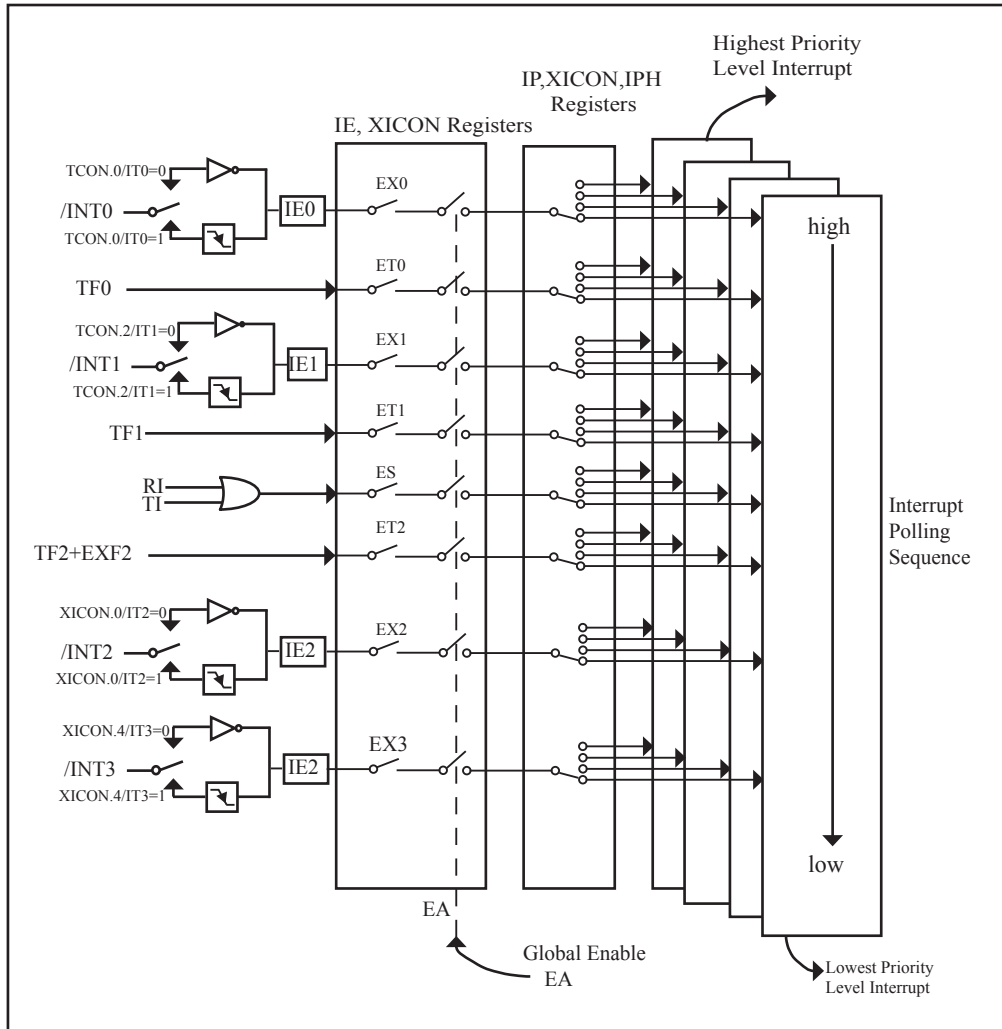 Highest Priority
Level Interrupt
IP,XICON,IPH
Registers
IE, XICON Registers
TCON.0/IT0=0
/INT0
TCON.0/IT0=1
IE0
EX0
high
TF0
ET0
TCON.2/IT1=0
/INT1
TCON.2/IT1=1
IE1
EX1
TF1
ET1
RI
TI
ES
Interrupt
Polling
Sequence
TF2+EXF2
ET2
XICON.0/IT2=0
/INT2
XICON.0/IT2=1
IE2
EX2
XICON.4/IT3=0
/INT3
XICON.4/IT3=1
IE2
EX3
low
EA
Global Enable
EA
Lowest Priority
Level Interrupt